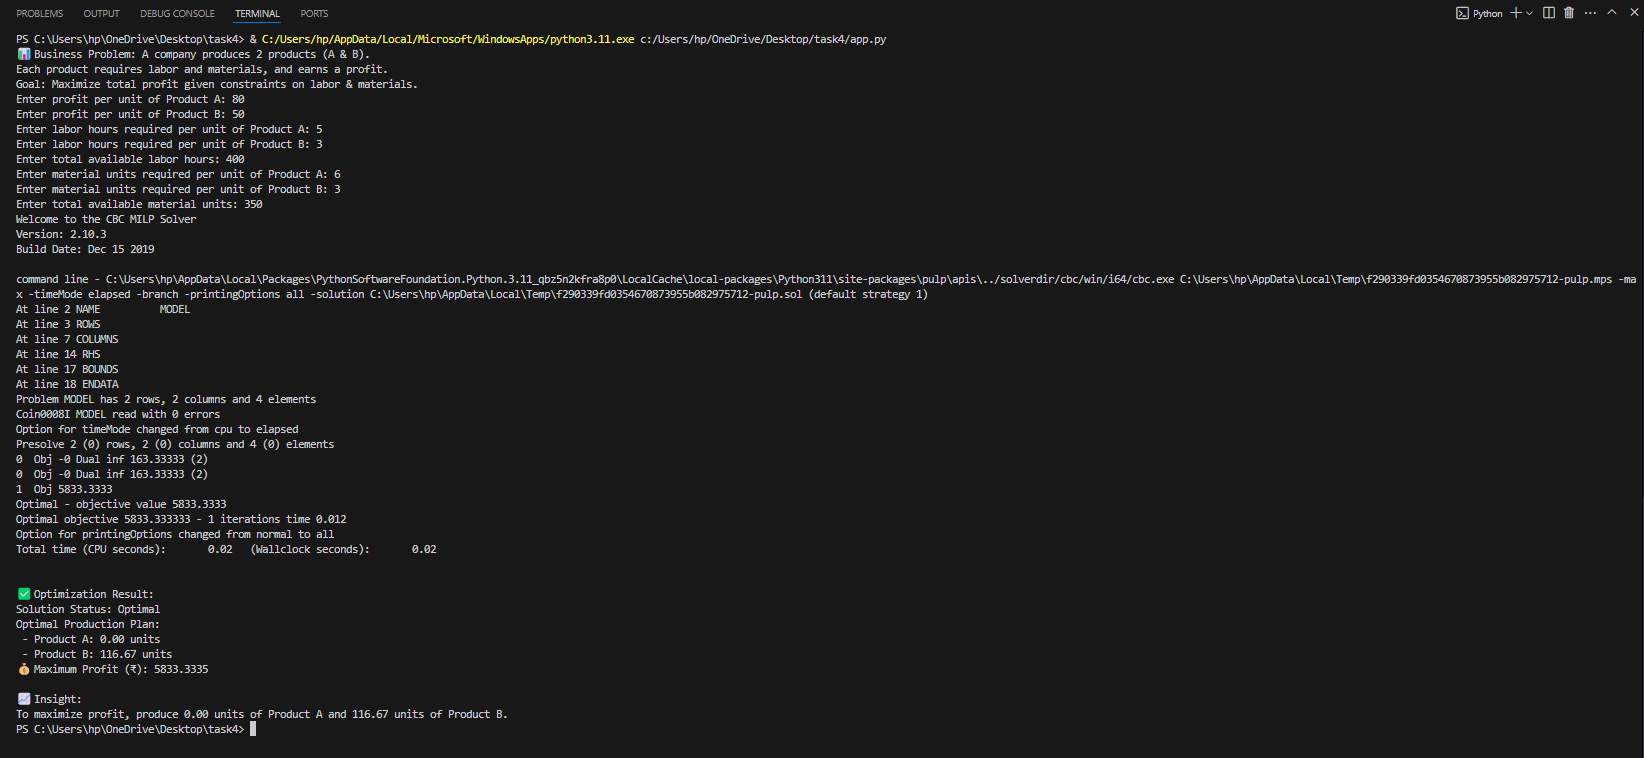 PROBLEMS OUTPUT DEBUG CONSOLE TERMINAL PORTS Python
PS C:\Users\hp\OneDrive\Desktop\task4> & C:/Users/hp/AppData/Local/Microsoft/WindowsApps/python3.11.exe c:/Users/hp/OneDrive/Desktop/task4/app.py
📊 Business Problem: A company produces 2 products (A & B).
Each product requires labor and materials, and earns a profit.
Goal: Maximize total profit given constraints on labor & materials.
Enter profit per unit of Product A: 80
Enter profit per unit of Product B: 50
Enter labor hours required per unit of Product A: 5
Enter labor hours required per unit of Product B: 3
Enter total available labor hours: 400
Enter material units required per unit of Product A: 6
Enter material units required per unit of Product B: 3
Enter total available material units: 350
Welcome to the CBC MILP Solver
Version: 2.10.3
Build Date: Dec 15 2019
command line - C:\Users\hp\AppData\Local\Packages\PythonSoftwareFoundation.Python.3.11_qbz5n2kfra8p0\LocalCache\local-packages\Python311\site-packages\pulp\apis\../solverdir/cbc/win/i64/cbc.exe C:\Users\hp\AppData\Local\Temp\f290339fd0354670873955b082975712-pulp.mps -ma
x -timeMode elapsed -branch -printingOptions all -solution C:\Users\hp\AppData\Local\Temp\f290339fd0354670873955b082975712-pulp.sol (default strategy 1)
At line 2 NAME          MODEL
At line 3 ROWS
At line 7 COLUMNS
At line 14 RHS
At line 17 BOUNDS
At line 18 ENDATA
Problem MODEL has 2 rows, 2 columns and 4 elements
Coin0008I MODEL read with 0 errors
Option for timeMode changed from cpu to elapsed
Presolve 2 (0) rows, 2 (0) columns and 4 (0) elements
0  Obj -0 Dual inf 163.33333 (2)
0  Obj -0 Dual inf 163.33333 (2)
1  Obj 5833.3333
Optimal - objective value 5833.3333
Optimal objective 5833.333333 - 1 iterations time 0.012
Option for printingOptions changed from normal to all
Total time (CPU seconds):       0.02   (Wallclock seconds):       0.02
✅ Optimization Result:
Solution Status: Optimal
Optimal Production Plan:
 - Product A: 0.00 units
 - Product B: 116.67 units
💰 Maximum Profit (₹): 5833.3335
📈 Insight:
To maximize profit, produce 0.00 units of Product A and 116.67 units of Product B.
PS C:\Users\hp\OneDrive\Desktop\task4>